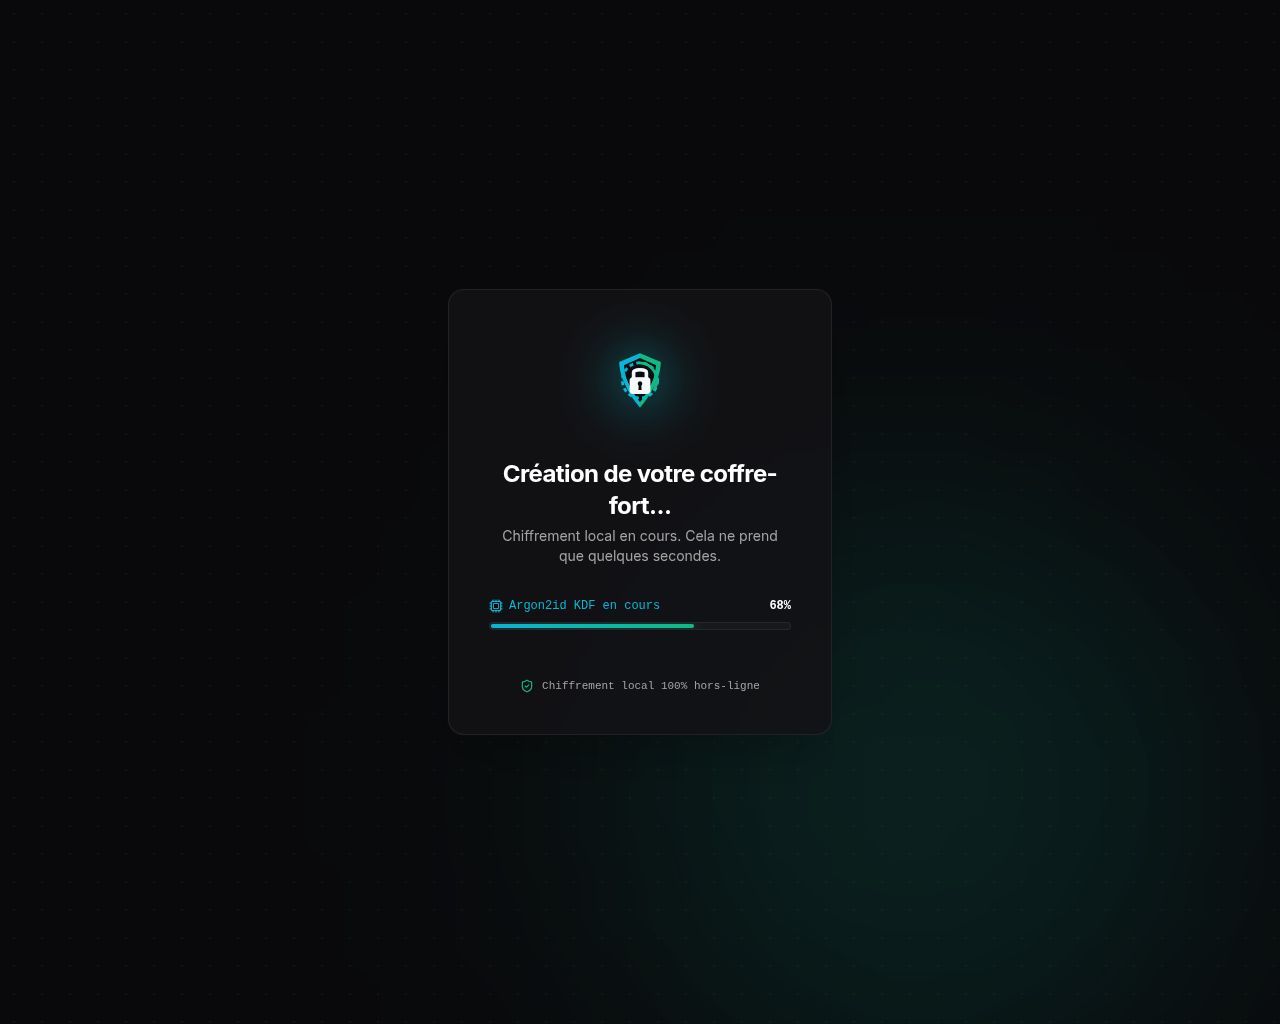 Création de votre coffre-
fort...
Chiffrement local en cours. Cela ne prend
que quelques secondes.
Argon2id KDF en cours 68%
Chiffrement local 100% hors-ligne